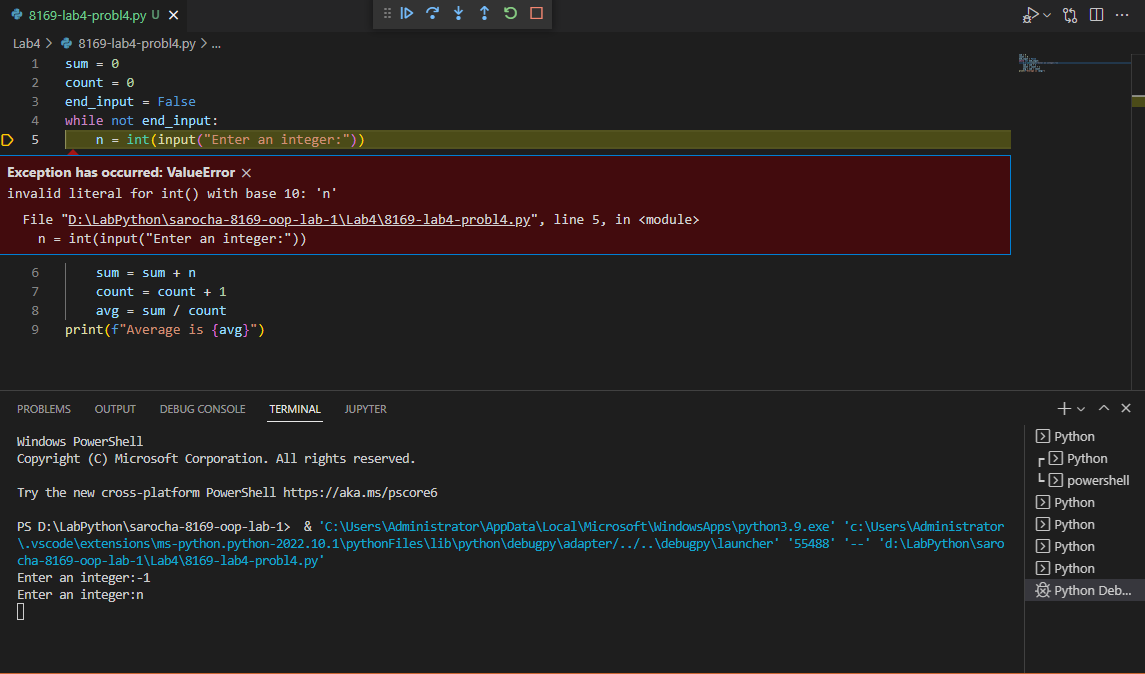 8169-lab4-probl4.py U
Lab4 > 8169-lab4-probl4.py > ...
1 sum = 0
2 count = 0
3 end_input = False
4 while not end_input:
5 n = int(input("Enter an integer:"))
Exception has occurred: ValueError
invalid literal for int() with base 10: 'n'
File "D:\LabPython\sarocha-8169-oop-lab-1\Lab4\8169-lab4-probl4.py", line 5, in <module>
n = int(input("Enter an integer:"))
6 sum = sum + n
7 count = count + 1
8 avg = sum / count
9 print(f"Average is {avg}")
PROBLEMS OUTPUT DEBUG CONSOLE TERMINAL JUPYTER
Windows PowerShell
Copyright (C) Microsoft Corporation. All rights reserved.
Try the new cross-platform PowerShell https://aka.ms/pscore6
PS D:\LabPython\sarocha-8169-oop-lab-1> & 'C:\Users\Administrator\AppData\Local\Microsoft\WindowsApps\python3.9.exe' 'c:\Users\Administrator
\.vscode\extensions\ms-python.python-2022.10.1\pythonFiles\lib\python\debugpy\adapter/../..\debugpy\launcher' '55488' '--' 'd:\LabPython\saro
cha-8169-oop-lab-1\Lab4\8169-lab4-probl4.py'
Enter an integer:-1
Enter an integer:n
Python
Python
powershell
Python
Python
Python
Python
Python Deb...